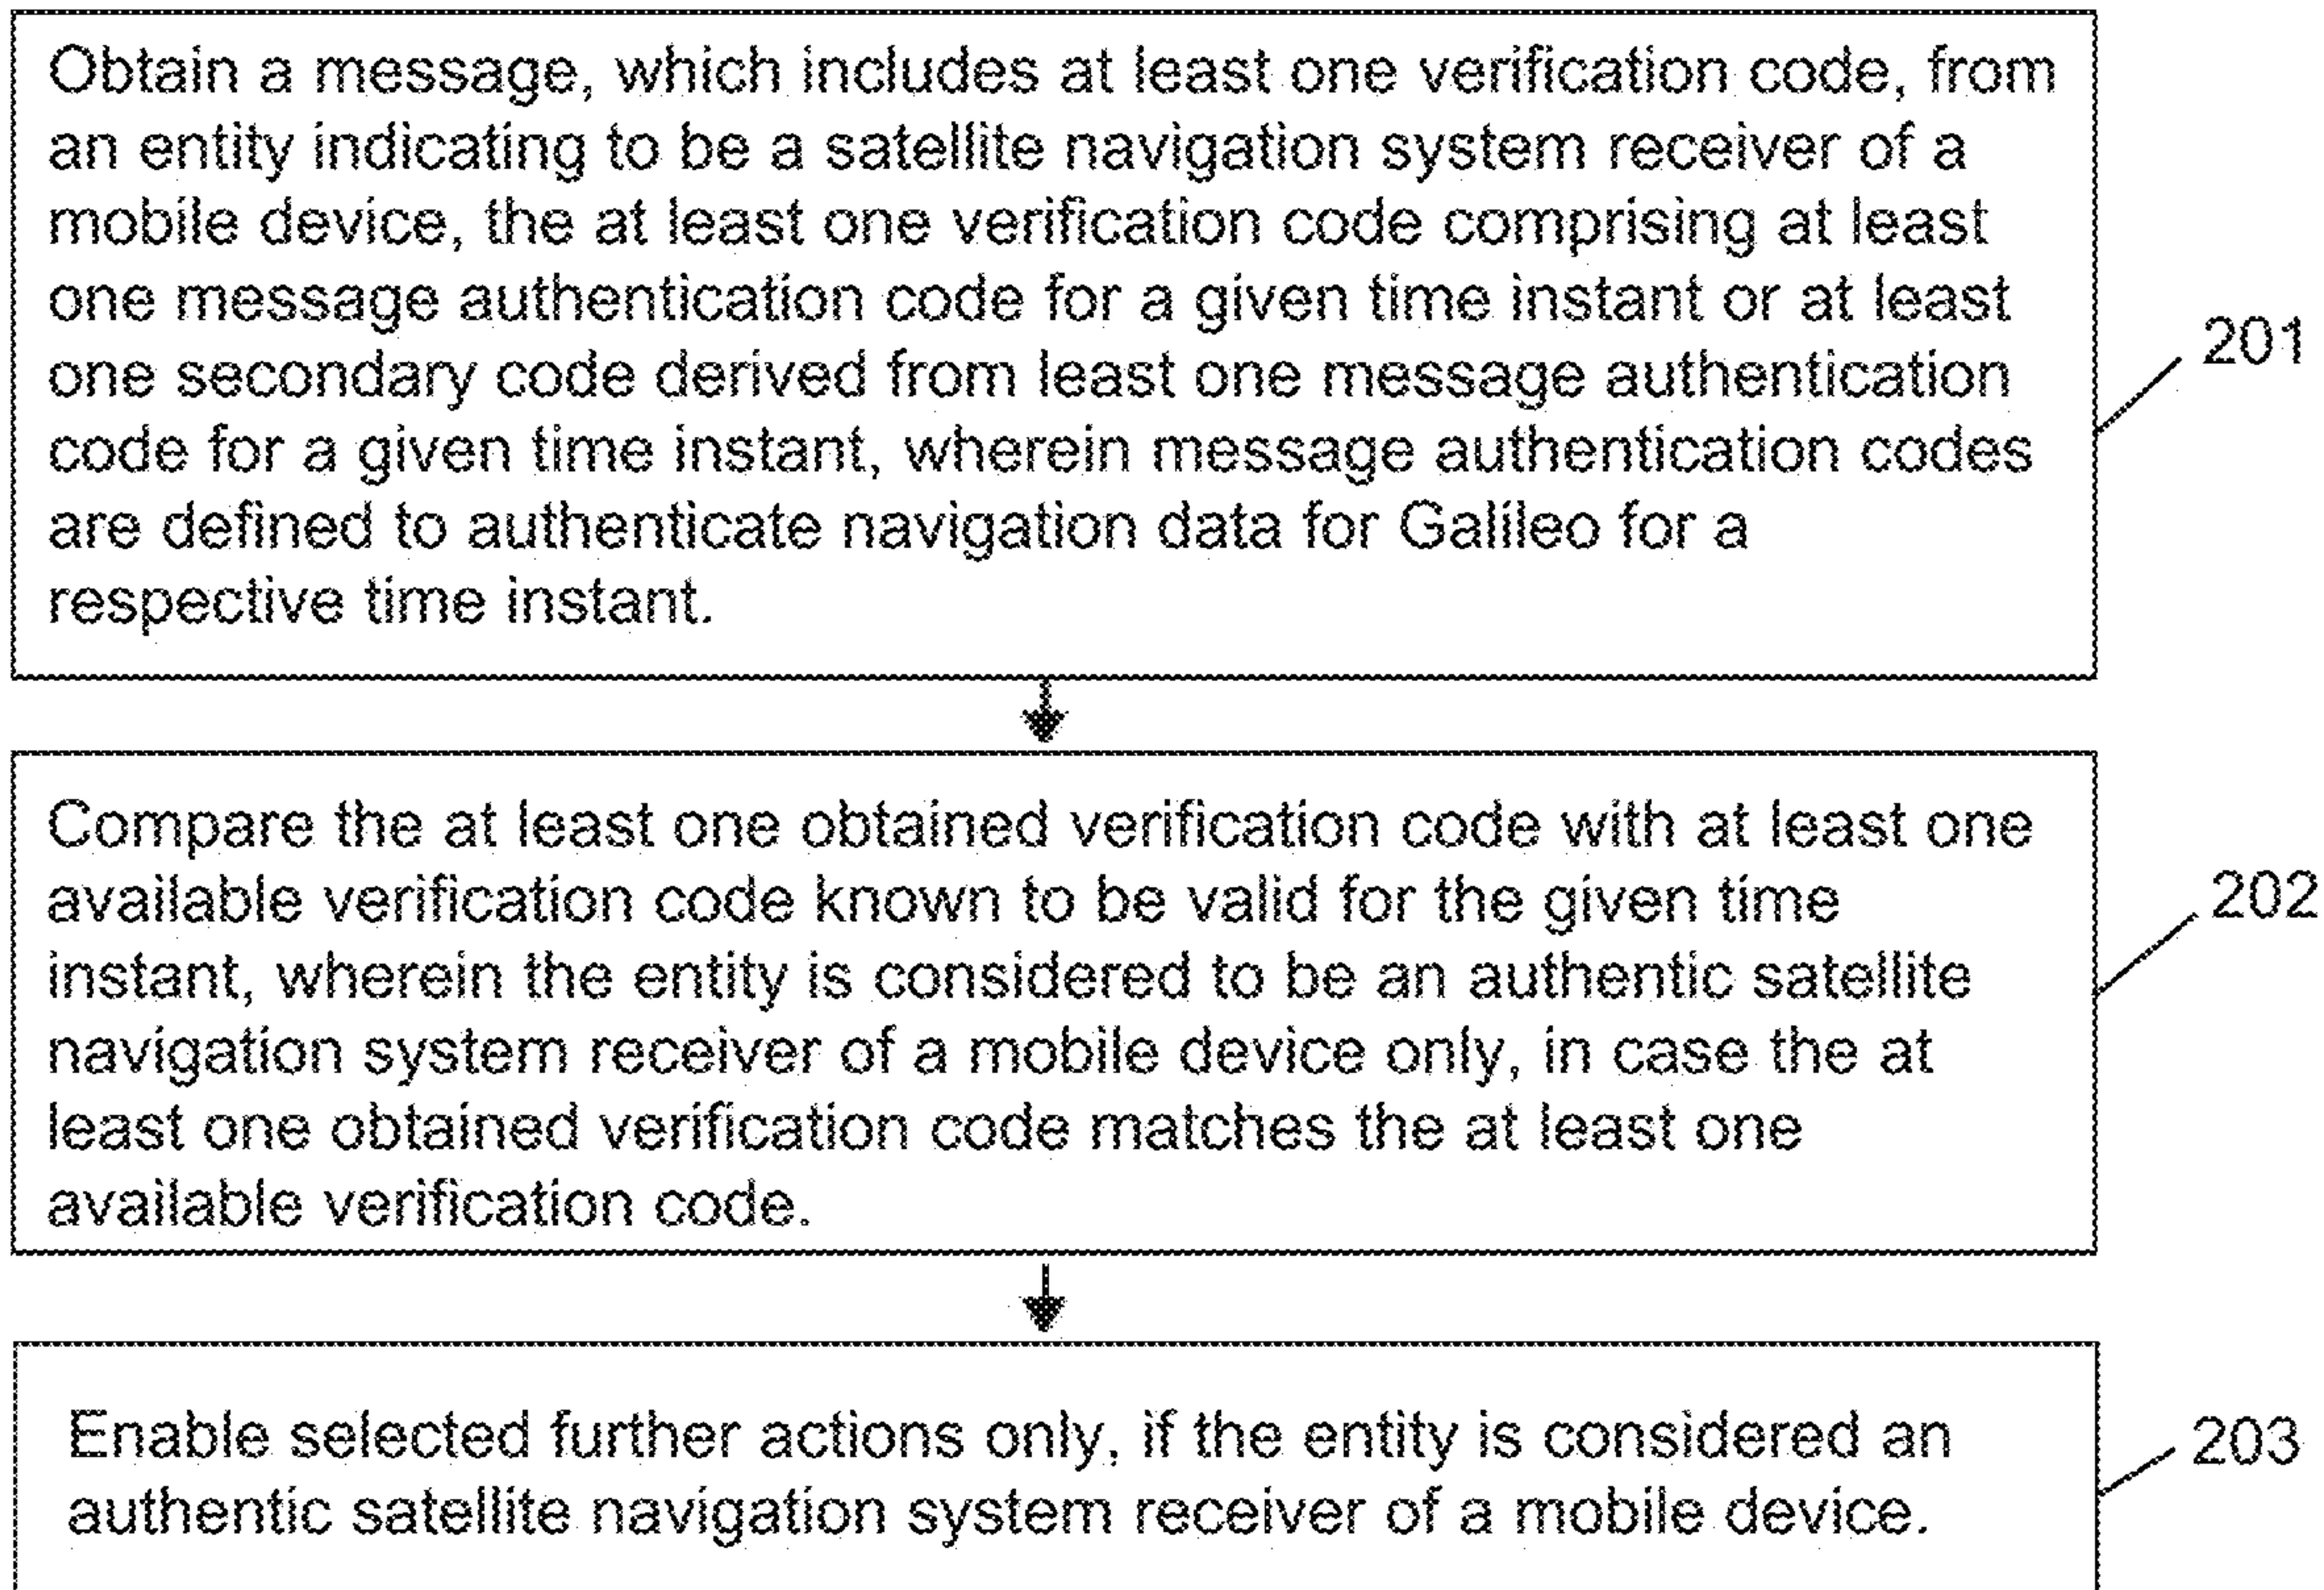 Obtain a message, which includes at least one verification code, from
an entity indicating to be a satellite navigation system receiver of a
mobile device, the at least one verification code comprising at least
one message authentication code for a given time instant or at least
one secondary code derived from least one message authentication
code for a given time instant, wherein message authentication codes
are defined to authenticate navigation data for Galileo for a
respective time instant.
201
Compare the at least one obtained verification code with at least one
available verification code known to be valid for the given time
instant, wherein the entity is considered to be an authentic satellite
navigation system receiver of a mobile device only, in case the at
least one obtained verification code matches the at least one
available verification code.
202
Enable selected further actions only, if the entity is considered an
authentic satellite navigation system receiver of a mobile device.
203